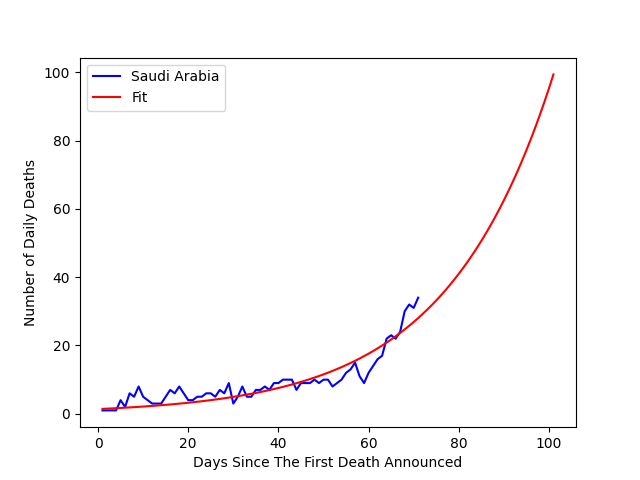 Saudi Arabia
Fit
100
80
60
40
20
0
Number of Daily Deaths
0 20 40 60 80 100
Days Since The First Death Announced